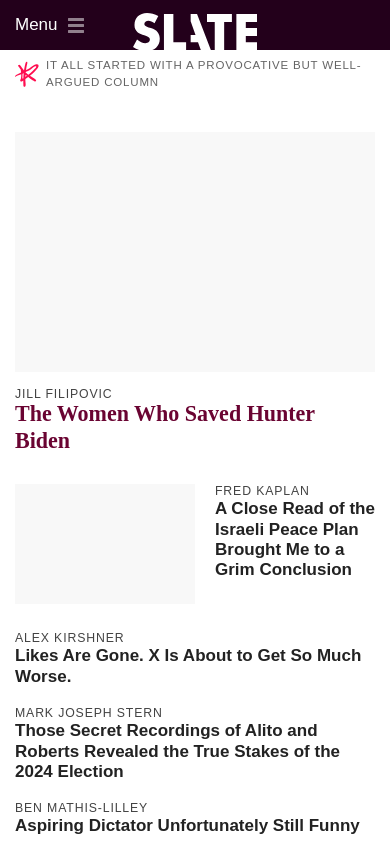 Menu
SLATE
IT ALL STARTED WITH A PROVOCATIVE BUT WELL-
ARGUED COLUMN
JILL FILIPOVIC
The Women Who Saved Hunter
Biden
FRED KAPLAN
A Close Read of the
Israeli Peace Plan
Brought Me to a
Grim Conclusion
ALEX KIRSHNER
Likes Are Gone. X Is About to Get So Much
Worse.
MARK JOSEPH STERN
Those Secret Recordings of Alito and
Roberts Revealed the True Stakes of the
2024 Election
BEN MATHIS-LILLEY
Aspiring Dictator Unfortunately Still Funny